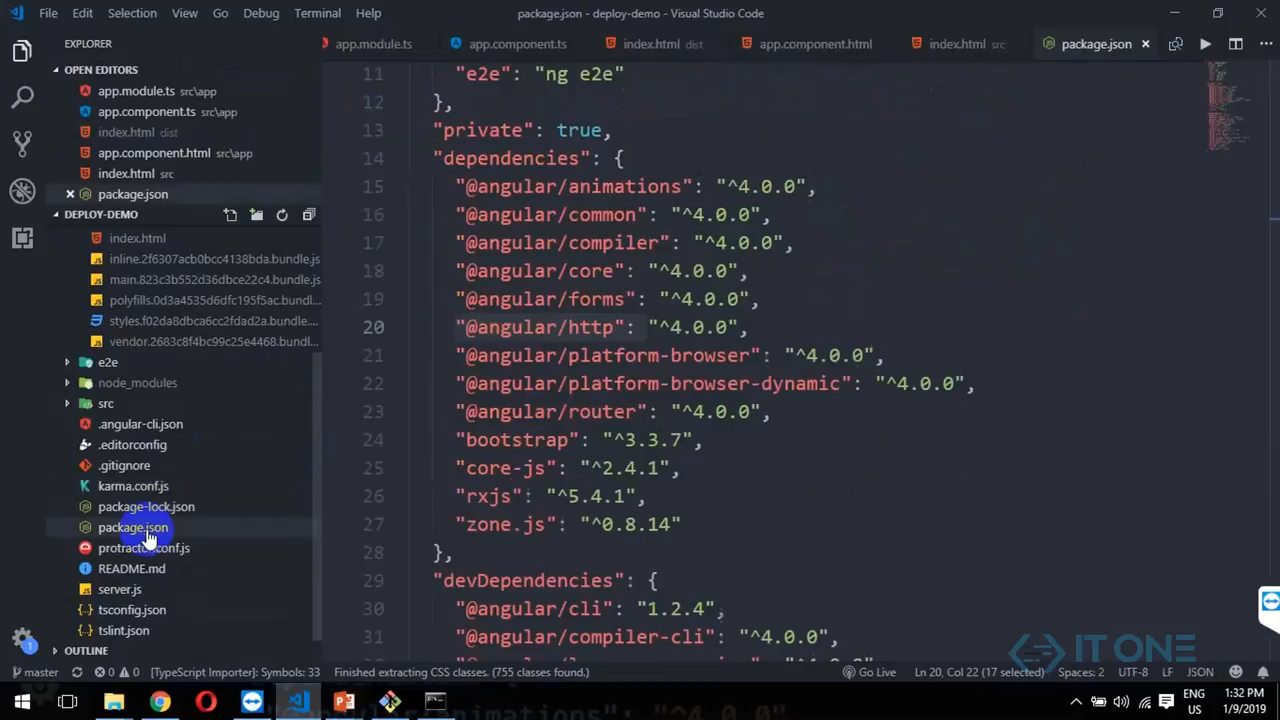 File Edit Selection View Go Debug Terminal Help
package.json - deploy-demo - Visual Studio Code
EXPLORER
app.module.ts
app.component.ts
index.html dist
app.component.html
index.html src
package.json
OPEN EDITORS
app.module.ts src\app
app.component.ts src\app
index.html dist
app.component.html src\app
index.html src
package.json
DEPLOY-DEMO
index.html
inline.2f6307acb0bcc4138bda.bundle.js
main.823c3b552d36dbce22c4.bundle.js
polyfills.0d3a4535d6dfc195f5ac.bundl...
styles.f02da8dbca6cc2fdad2a.bundle....
vendor.2683c8f4bc99c25e4468.bundl...
e2e
node_modules
src
.angular-cli.json
.editorconfig
.gitignore
karma.conf.js
package-lock.json
package.json
protractor.conf.js
README.md
server.js
tsconfig.json
tslint.json
OUTLINE
11 "e2e": "ng e2e"
12 },
13 "private": true,
14 "dependencies": {
15 "@angular/animations": "^4.0.0",
16 "@angular/common": "^4.0.0",
17 "@angular/compiler": "^4.0.0",
18 "@angular/core": "^4.0.0",
19 "@angular/forms": "^4.0.0",
20 "@angular/http": "^4.0.0",
21 "@angular/platform-browser": "^4.0.0",
22 "@angular/platform-browser-dynamic": "^4.0.0",
23 "@angular/router": "^4.0.0",
24 "bootstrap": "^3.3.7",
25 "core-js": "^2.4.1",
26 "rxjs": "^5.4.1",
27 "zone.js": "^0.8.14"
28 },
29 "devDependencies": {
30 "@angular/cli": "1.2.4",
31 "@angular/compiler-cli": "^4.0.0",
IT ONE
1
master 0 0 [TypeScript Importer]: Symbols: 33 Finished extracting CSS classes. (755 classes found.) Go Live Ln 20, Col 22 (17 selected) Spaces: 2 UTF-8 LF JSON
ENG
US
1:32 PM
1/9/2019